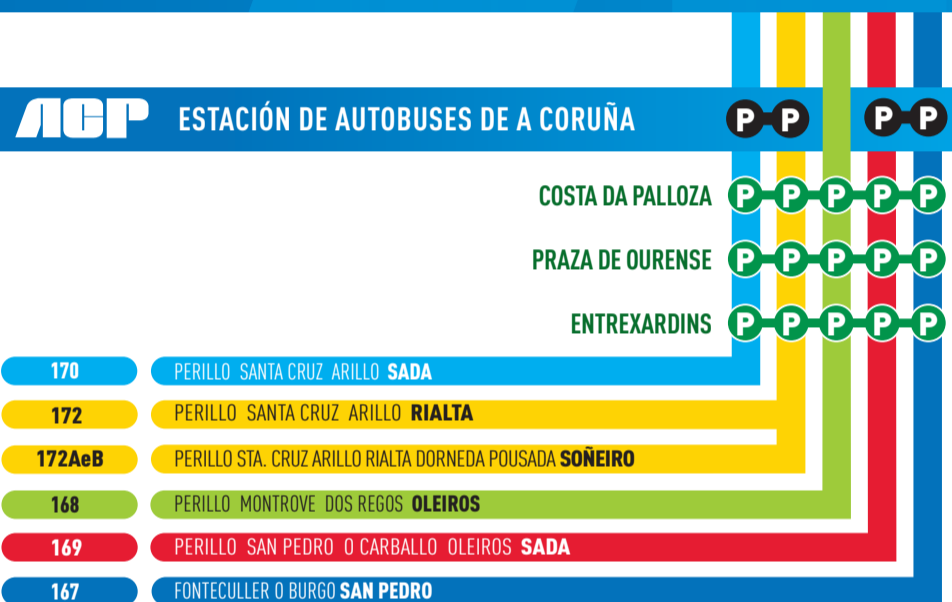 ACP ESTACIÓN DE AUTOBUSES DE A CORUÑA P P P P
COSTA DA PALLOZA P P P P P
PRAZA DE OURENSE P P P P P
ENTREXARDINS P P P P P
170 PERILLO SANTA CRUZ ARILLO SADA
172 PERILLO SANTA CRUZ ARILLO RIALTA
172AeB PERILLO STA. CRUZ ARILLO RIALTA DORNEDA POUSADA SOÑEIRO
168 PERILLO MONTROVE DOS REGOS OLEIROS
169 PERILLO SAN PEDRO O CARBALLO OLEIROS SADA
167 FONTECULLER O BURGO SAN PEDRO